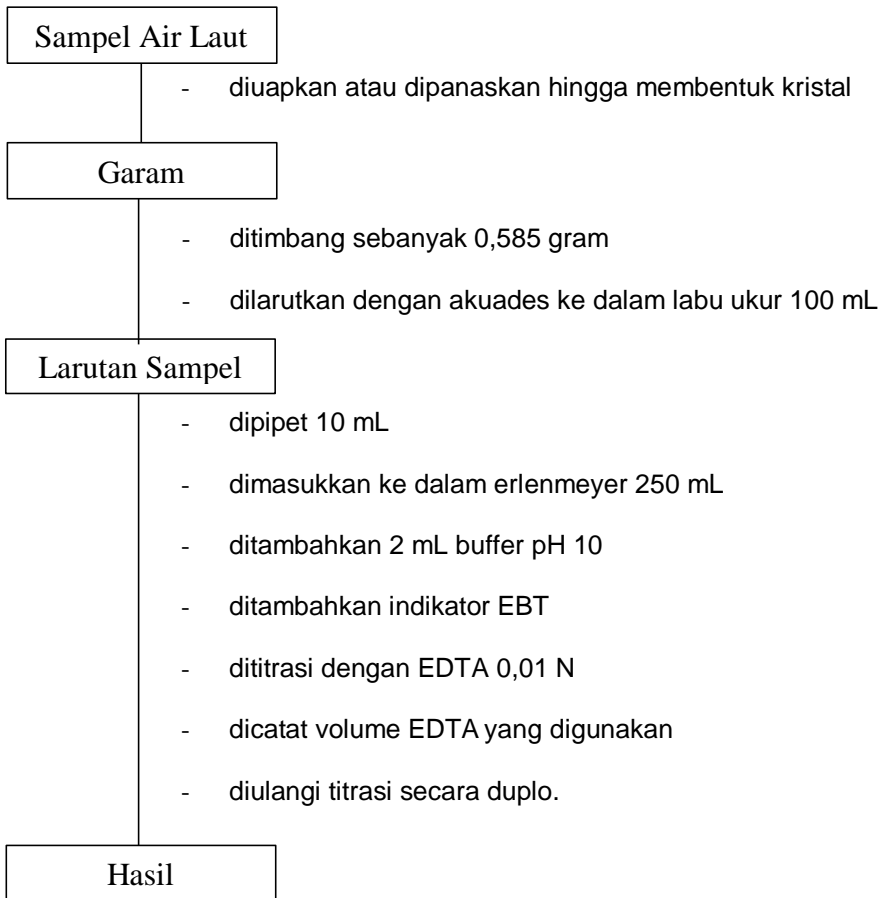 Sampel Air Laut
- diuapkan atau dipanaskan hingga membentuk kristal
Garam
- ditimbang sebanyak 0,585 gram
- dilarutkan dengan akuades ke dalam labu ukur 100 mL
Larutan Sampel
- dipipet 10 mL
- dimasukkan ke dalam erlenmeyer 250 mL
- ditambahkan 2 mL buffer pH 10
- ditambahkan indikator EBT
- dititrasi dengan EDTA 0,01 N
- dicatat volume EDTA yang digunakan
- diulangi titrasi secara duplo.
Hasil